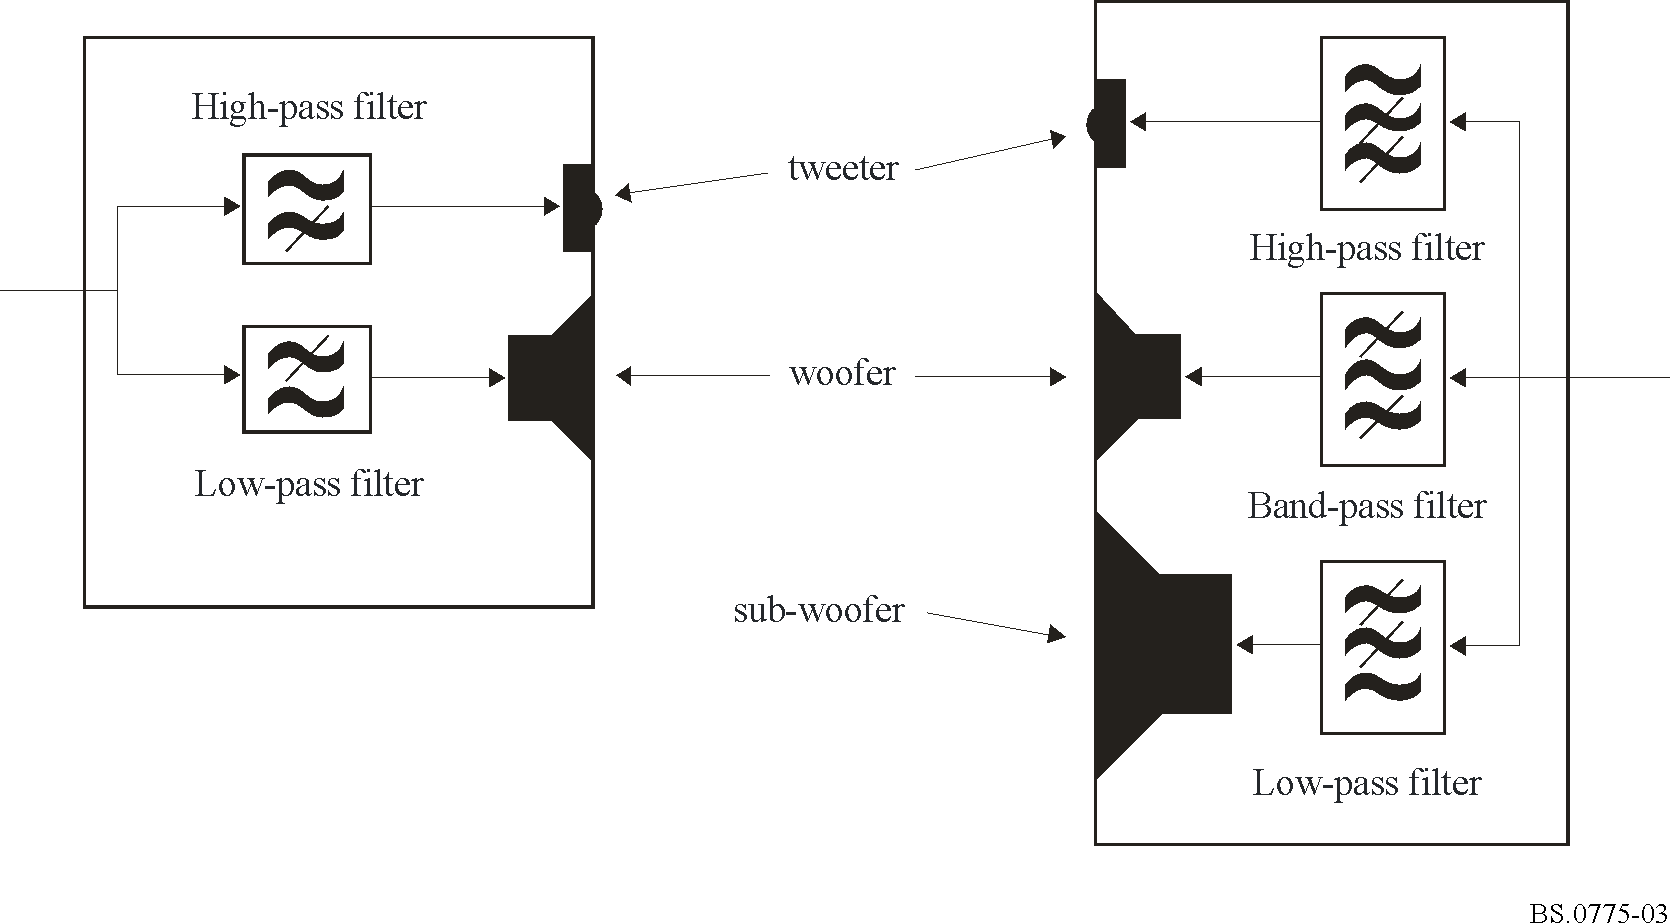 High-pass filter
Low-pass filter
tweeter
woofer
sub-woofer
High-pass filter
Band-pass filter
Low-pass filter
BS.0775-03